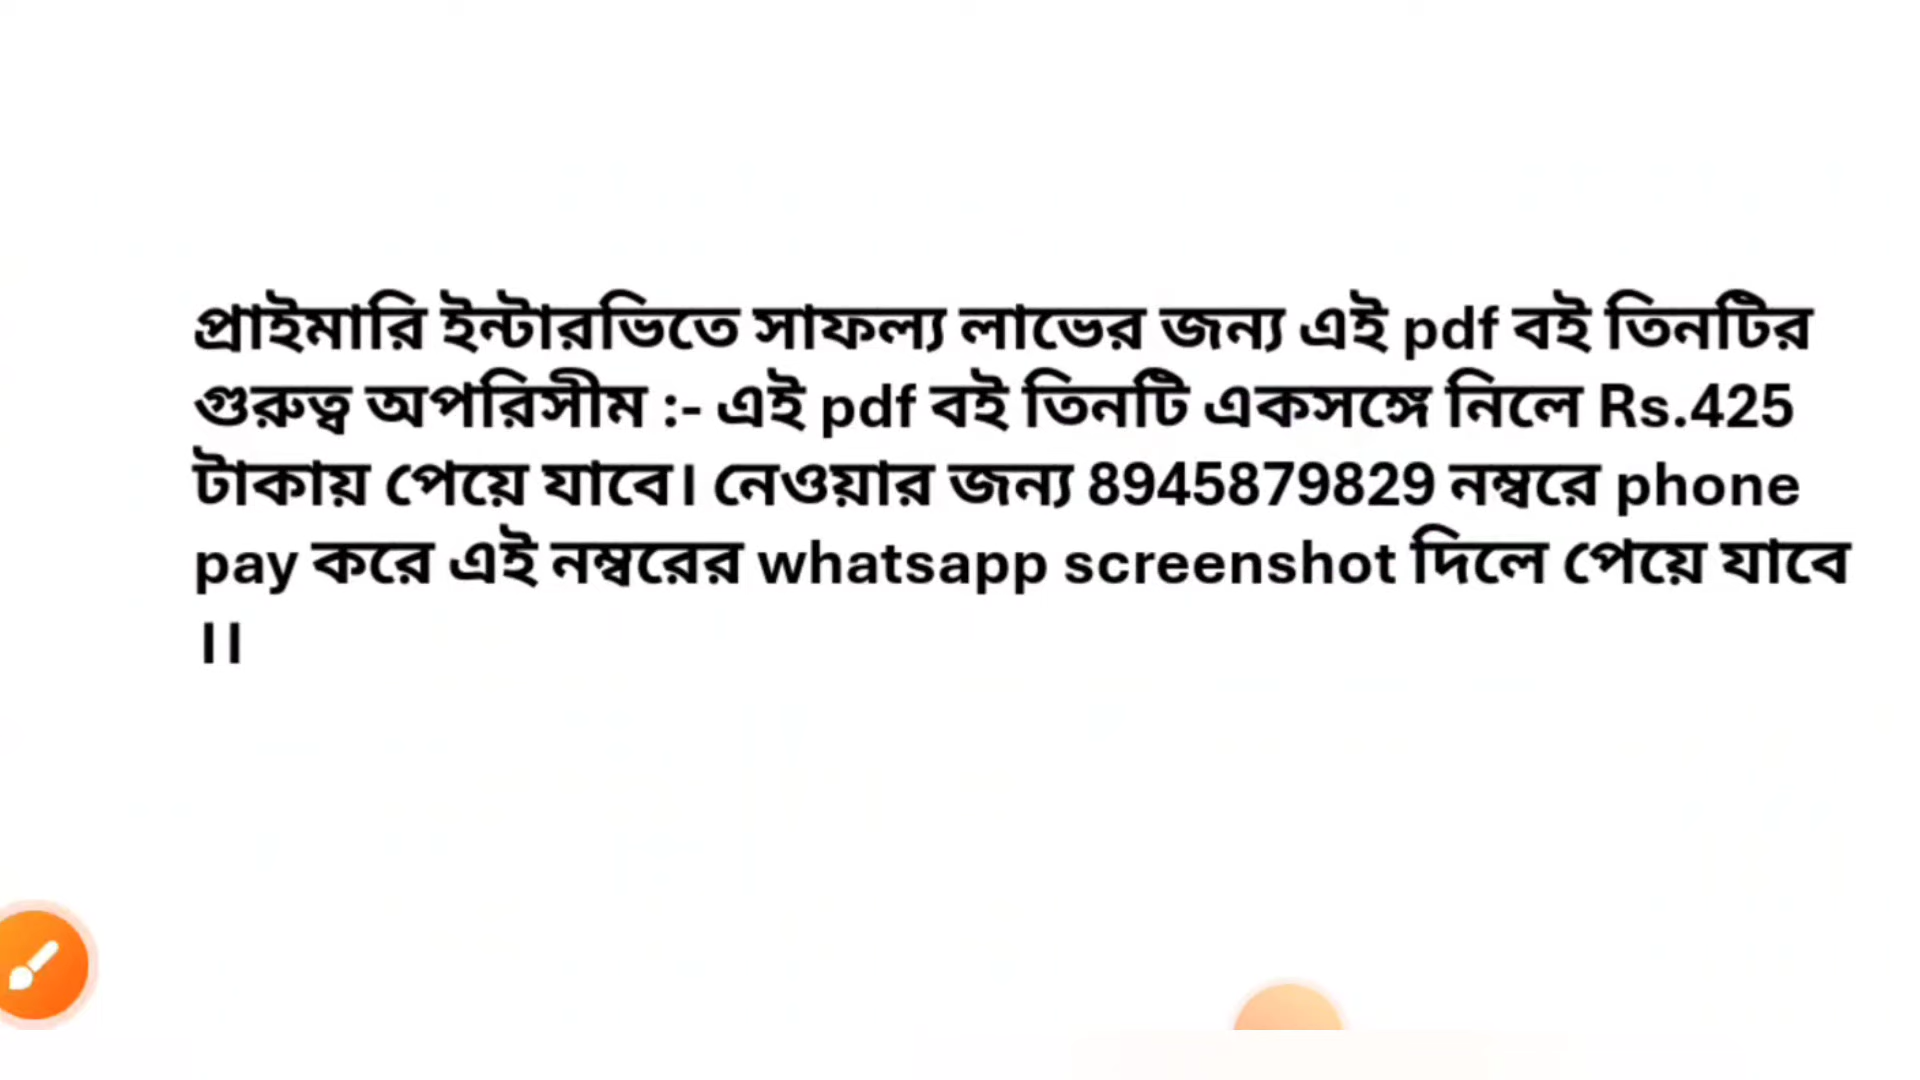 প্রাইমারি ইন্টারভিতে সাফল্য লাভের জন্য এই pdf বই তিনটির
গুরুত্ব অপরিসীম :- এই pdf বই তিনটি একসঙ্গে নিলে Rs.425
টাকায় পেয়ে যাবে। নেওয়ার জন্য 8945879829 নম্বরে phone
pay করে এই নম্বরের whatsapp screenshot দিলে পেয়ে যাবে
।।